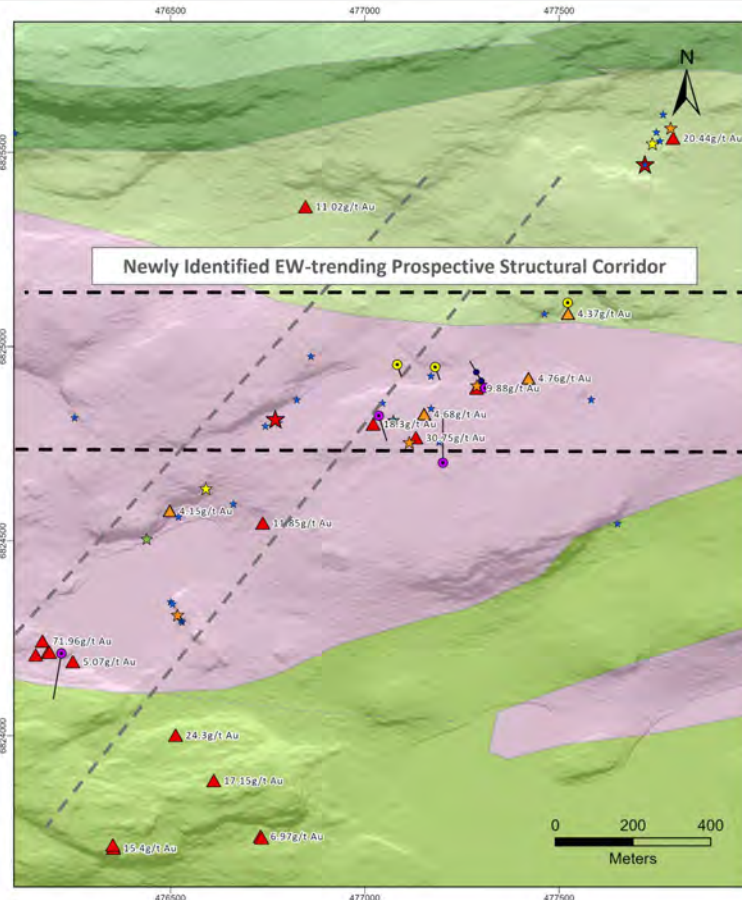 476500 477000 477500
N
6825500
20.44g/t Au
11.02g/t Au
Newly Identified EW-trending Prospective Structural Corridor
4.37g/t Au
6825000
4.76g/t Au
9.88g/t Au
4.68g/t Au
18.3g/t Au
30.75g/t Au
4.15g/t Au
11.85g/t Au
6824500
71.96g/t Au
5.07g/t Au
24.3g/t Au
6824000
17.15g/t Au
6.97g/t Au
15.4g/t Au
0 200 400
Meters
476500 477000 477500